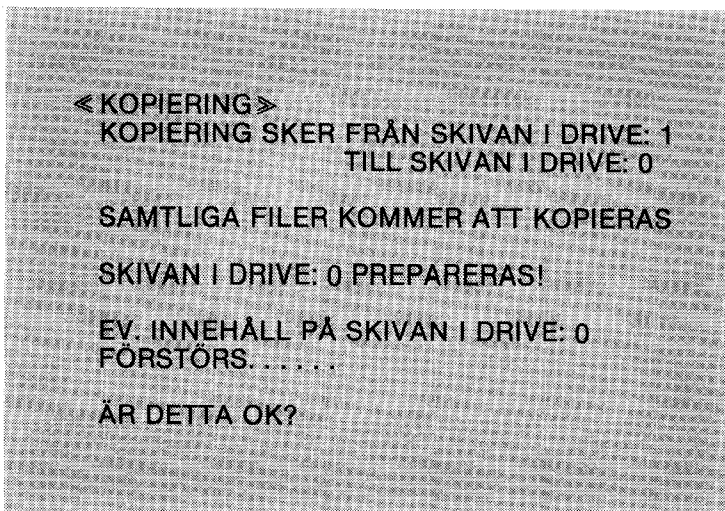 ≪KOPIERING≫
KOPIERING SKER FRÅN SKIVAN I DRIVE: 1
TILL SKIVAN I DRIVE: 0
SAMTLIGA FILER KOMMER ATT KOPIERAS
SKIVAN I DRIVE: 0 PREPARERAS!
EV. INNEHÅLL PÅ SKIVAN I DRIVE: 0
FÖRSTÖRS. . . . . .
ÄR DETTA OK?